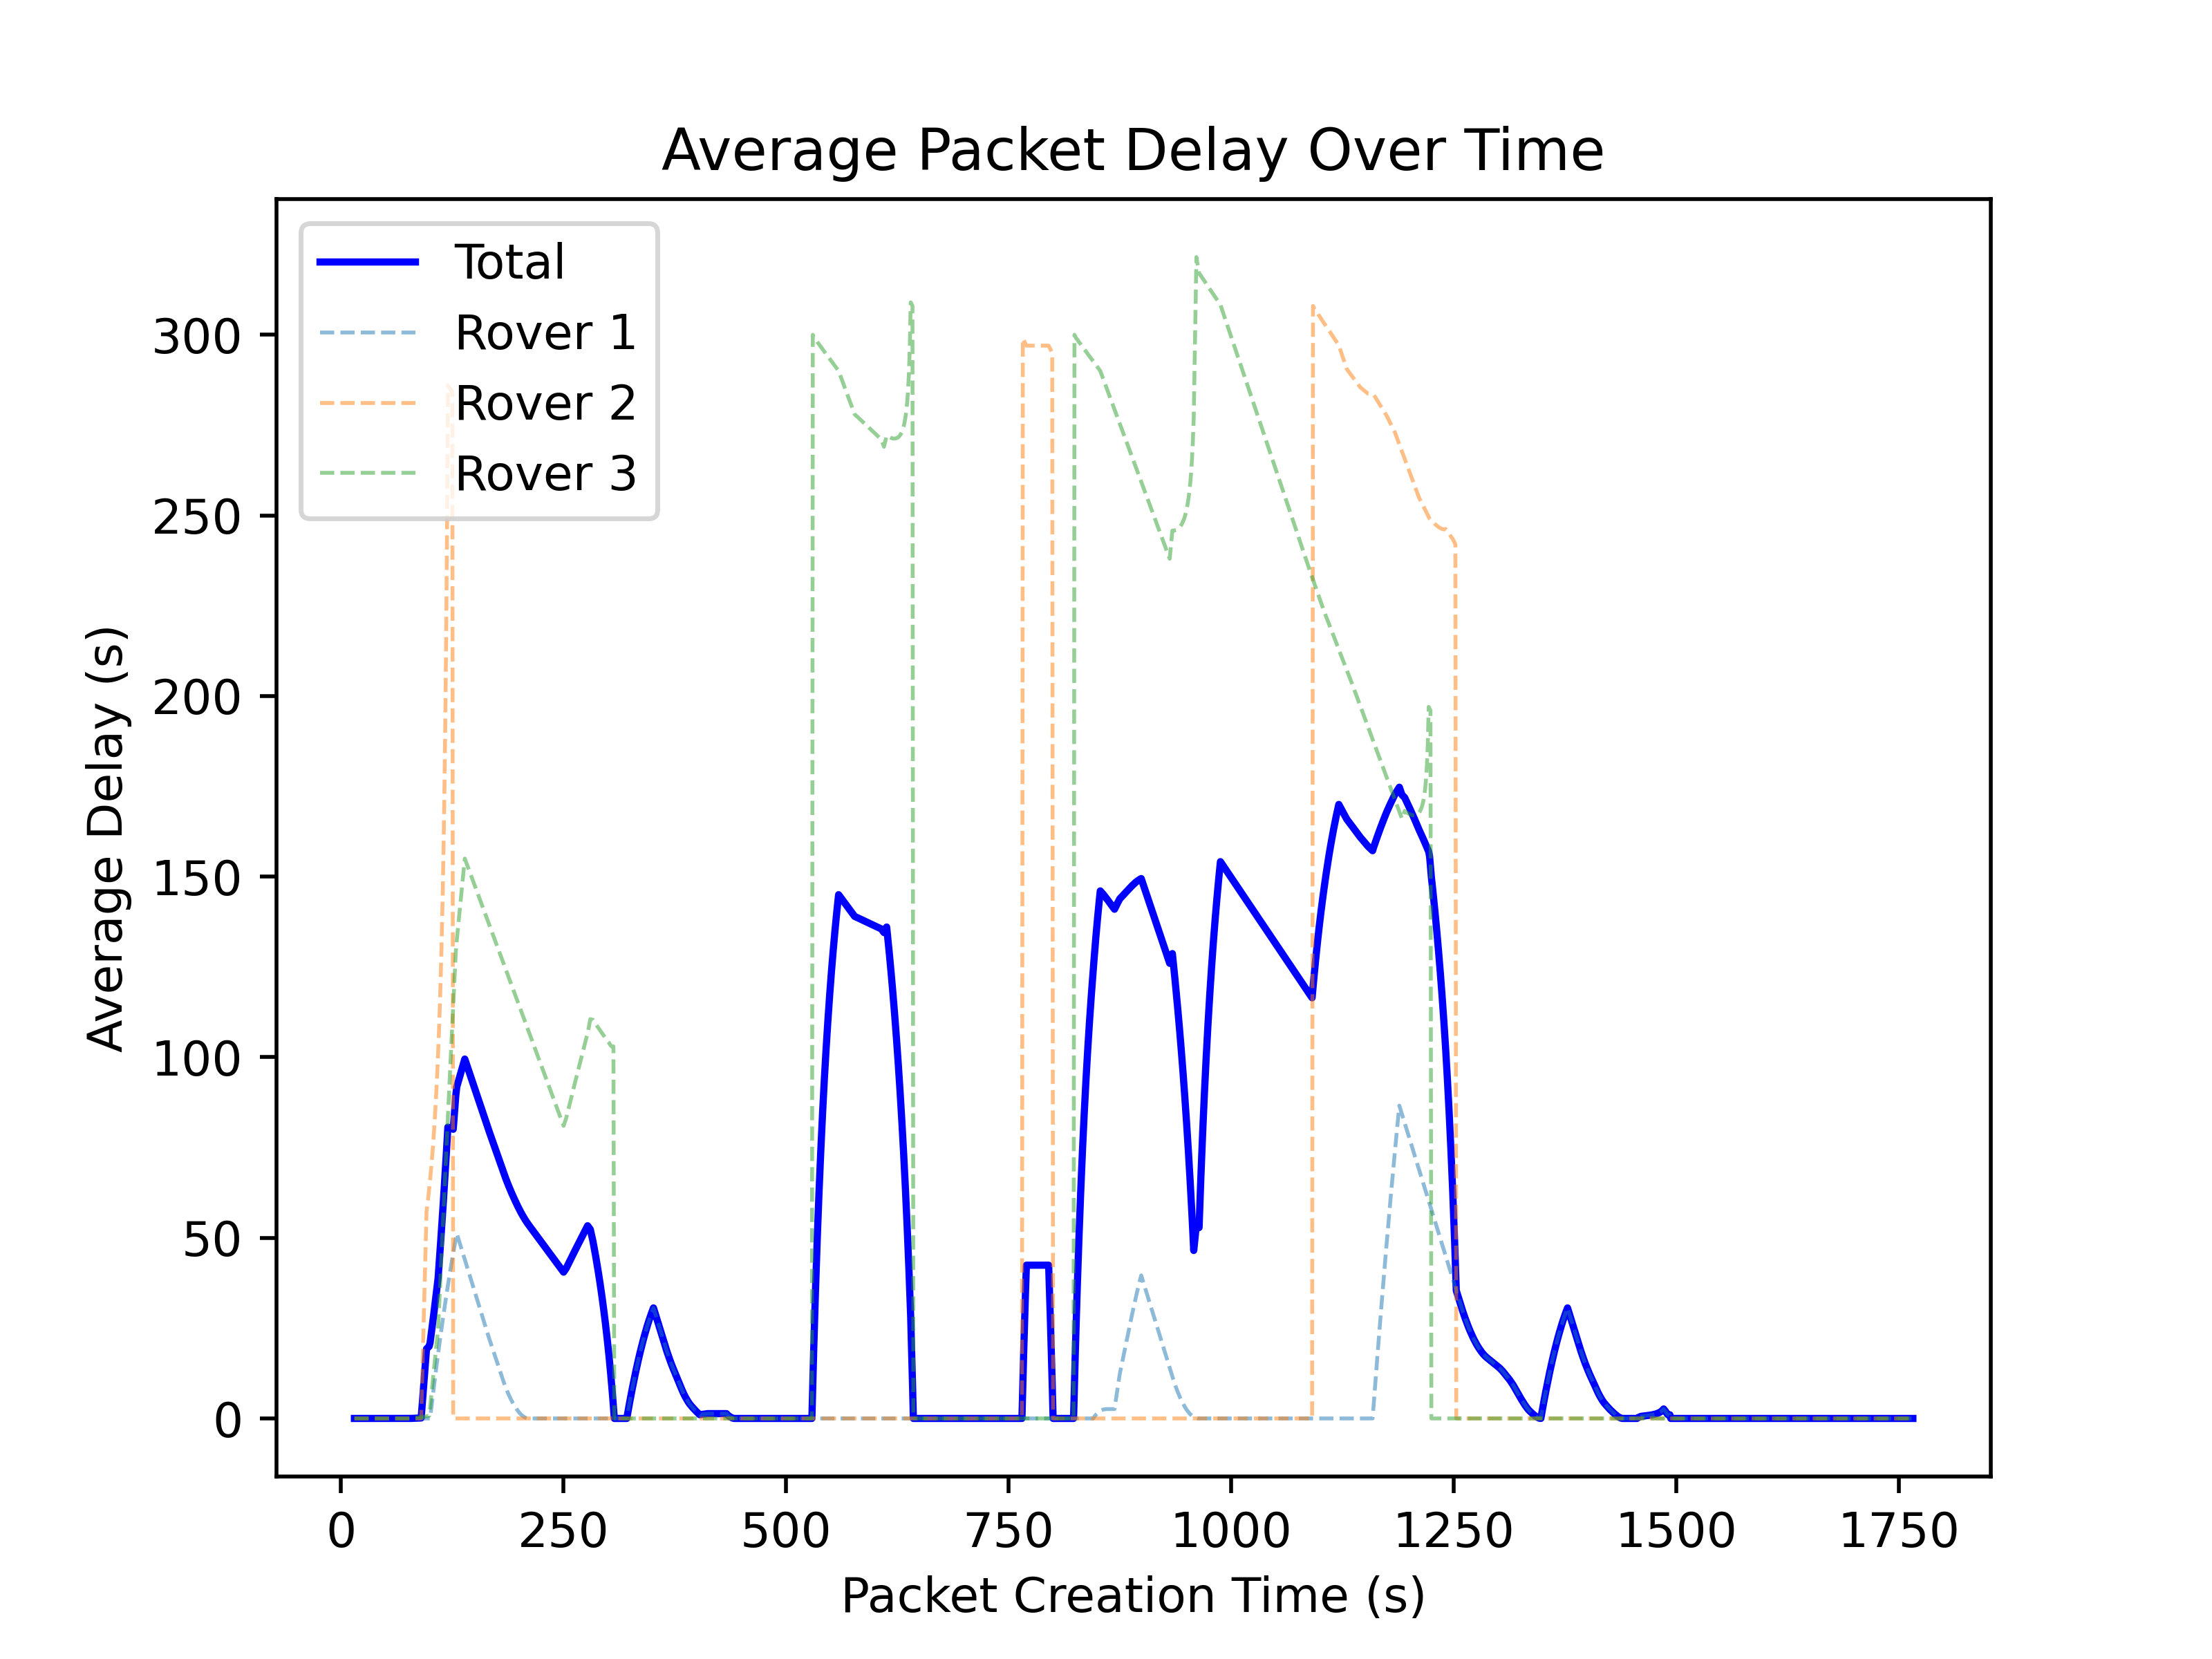 Average Packet Delay Over Time
Total
Rover 1
Rover 2
Rover 3
Average Delay (s)
300
250
200
150
100
50
0
0 250 500 750 1000 1250 1500 1750
Packet Creation Time (s)